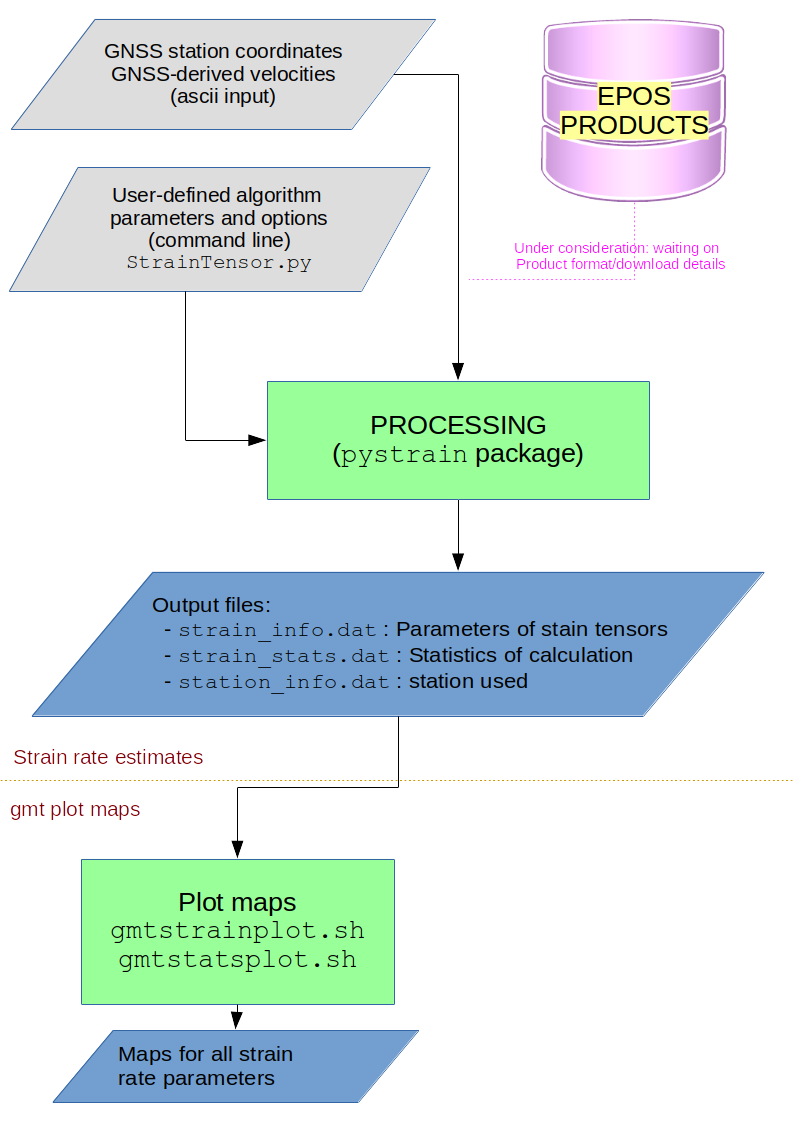 GNSS station coordinates
GNSS-derived velocities
(ascii input)
EPOS
PRODUCTS
User-defined algorithm
parameters and options
(command line)
StrainTensor.py
Under consideration: waiting on
Product format/download details
PROCESSING
(pystrain package)
Output files:
- strain_info.dat : Parameters of stain tensors
- strain_stats.dat : Statistics of calculation
- station_info.dat : station used
Strain rate estimates
gmt plot maps
Plot maps
gmtstrainplot.sh
gmtstatsplot.sh
Maps for all strain
rate parameters